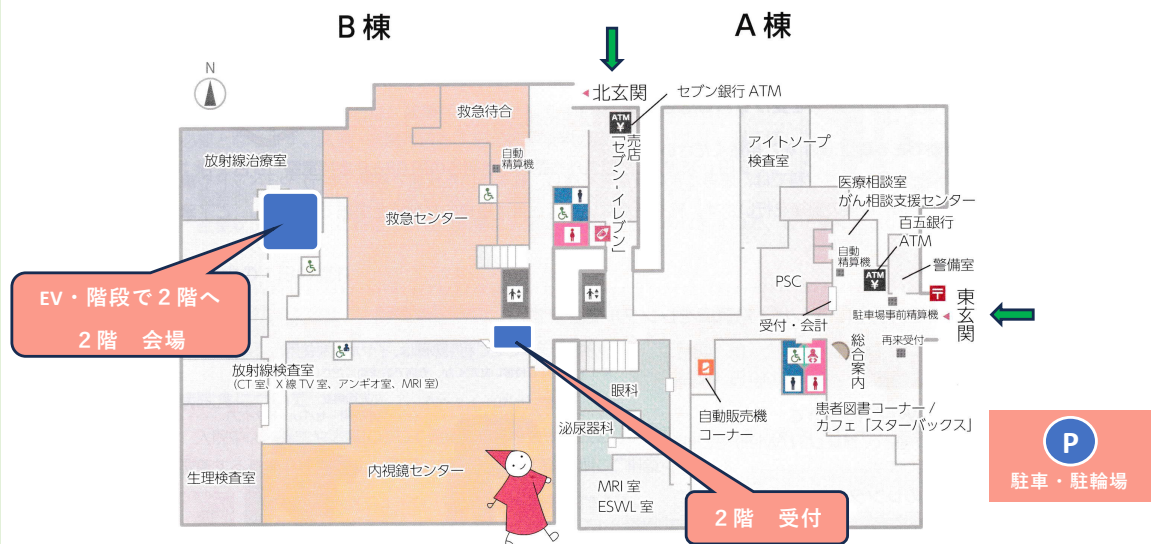 B棟
A棟
N
北玄関
セブン銀行 ATM
ATM
¥
売店
「セブン-イレブン」
救急待合
自動
精算機
放射線治療室
救急センター
アイトソープ
検査室
医療相談室
がん相談支援センター
百五銀行
ATM
自動
精算機
ATM
¥
警備室
PSC
〒
東玄関
駐車場事前精算機
受付・会計
再来受付
総合案内
EV・階段で2階へ
2階 会場
放射線検査室
(CT室、X線TV室、アンギオ室、MRI室)
眼科
泌尿器科
自動販売機
コーナー
患者図書コーナー/
カフェ「スターバックス」
生理検査室
内視鏡センター
MRI室
ESWL室
2階 受付
P
駐車・駐輪場